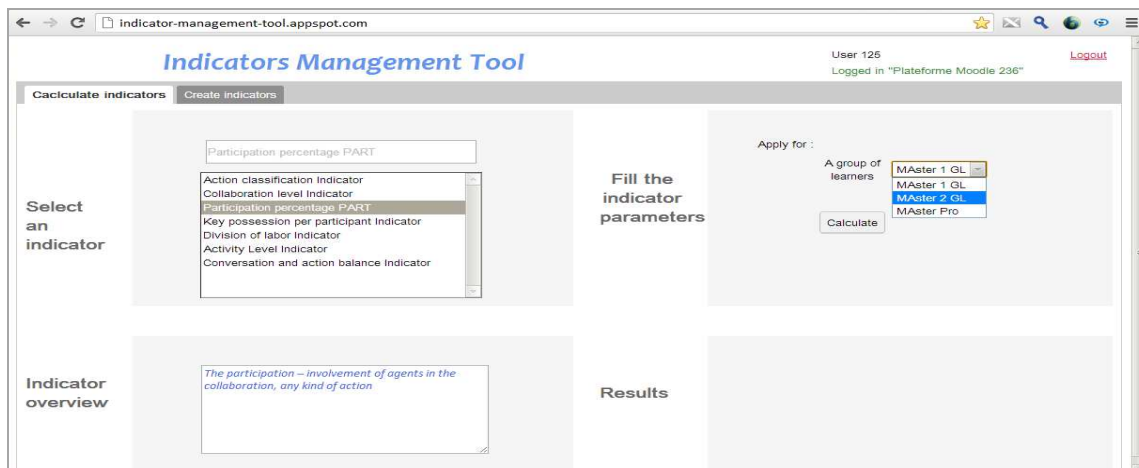 indicator-management-tool.appspot.com
Indicators Management Tool
User 125
Logged in "Plateforme Moodle 236"
Logout
Caclculate indicators
Create indicators
Select
an
indicator
Participation percentage PART
Action classification Indicator
Collaboration level Indicator
Participation percentage PART
Key possession per participant Indicator
Division of labor Indicator
Activity Level Indicator
Conversation and action balance Indicator
Fill the
indicator
parameters
Apply for :
A group of
learners
MAster 1 GL
MAster 1 GL
MAster 2 GL
MAster Pro
Calculate
Indicator
overview
The participation – involvement of agents in the
collaboration, any kind of action
Results